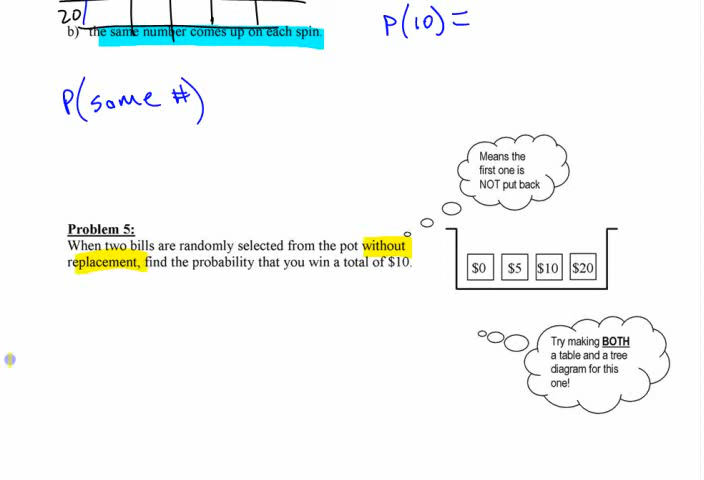 20
P(10) =
b) the same number comes up on each spin.
P(same #)
Means the
first one is
NOT put back
Problem 5:
When two bills are randomly selected from the pot without
replacement, find the probability that you win a total of $10.
$0 $5 $10 $20
Try making BOTH
a table and a tree
diagram for this
one!